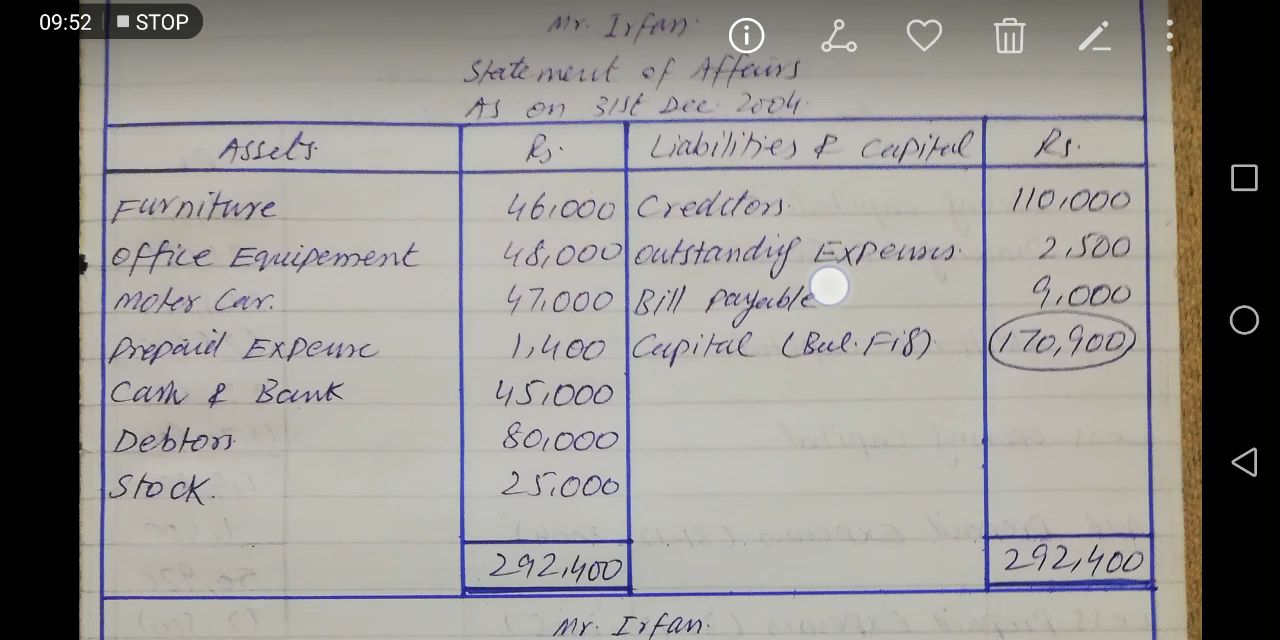 09:52 STOP
Mr. Irfan.
Statement of Affairs
As on 31st Dec. 2004.
Assets. Rs. Liabilities & Capital Rs.
Furniture 46,000 Creditors. 110,000
Office Equipement 48,000 Outstanding Expenses. 2,500
Moter Car. 47,000 Bill Payable 9,000
Prepaid Expense 1,400 Capital (Bal. Fig). 170,900
Cash & Bank 45,000
Debtors. 80,000
Stock. 25,000
292,400 292,400
Mr. Irfan.